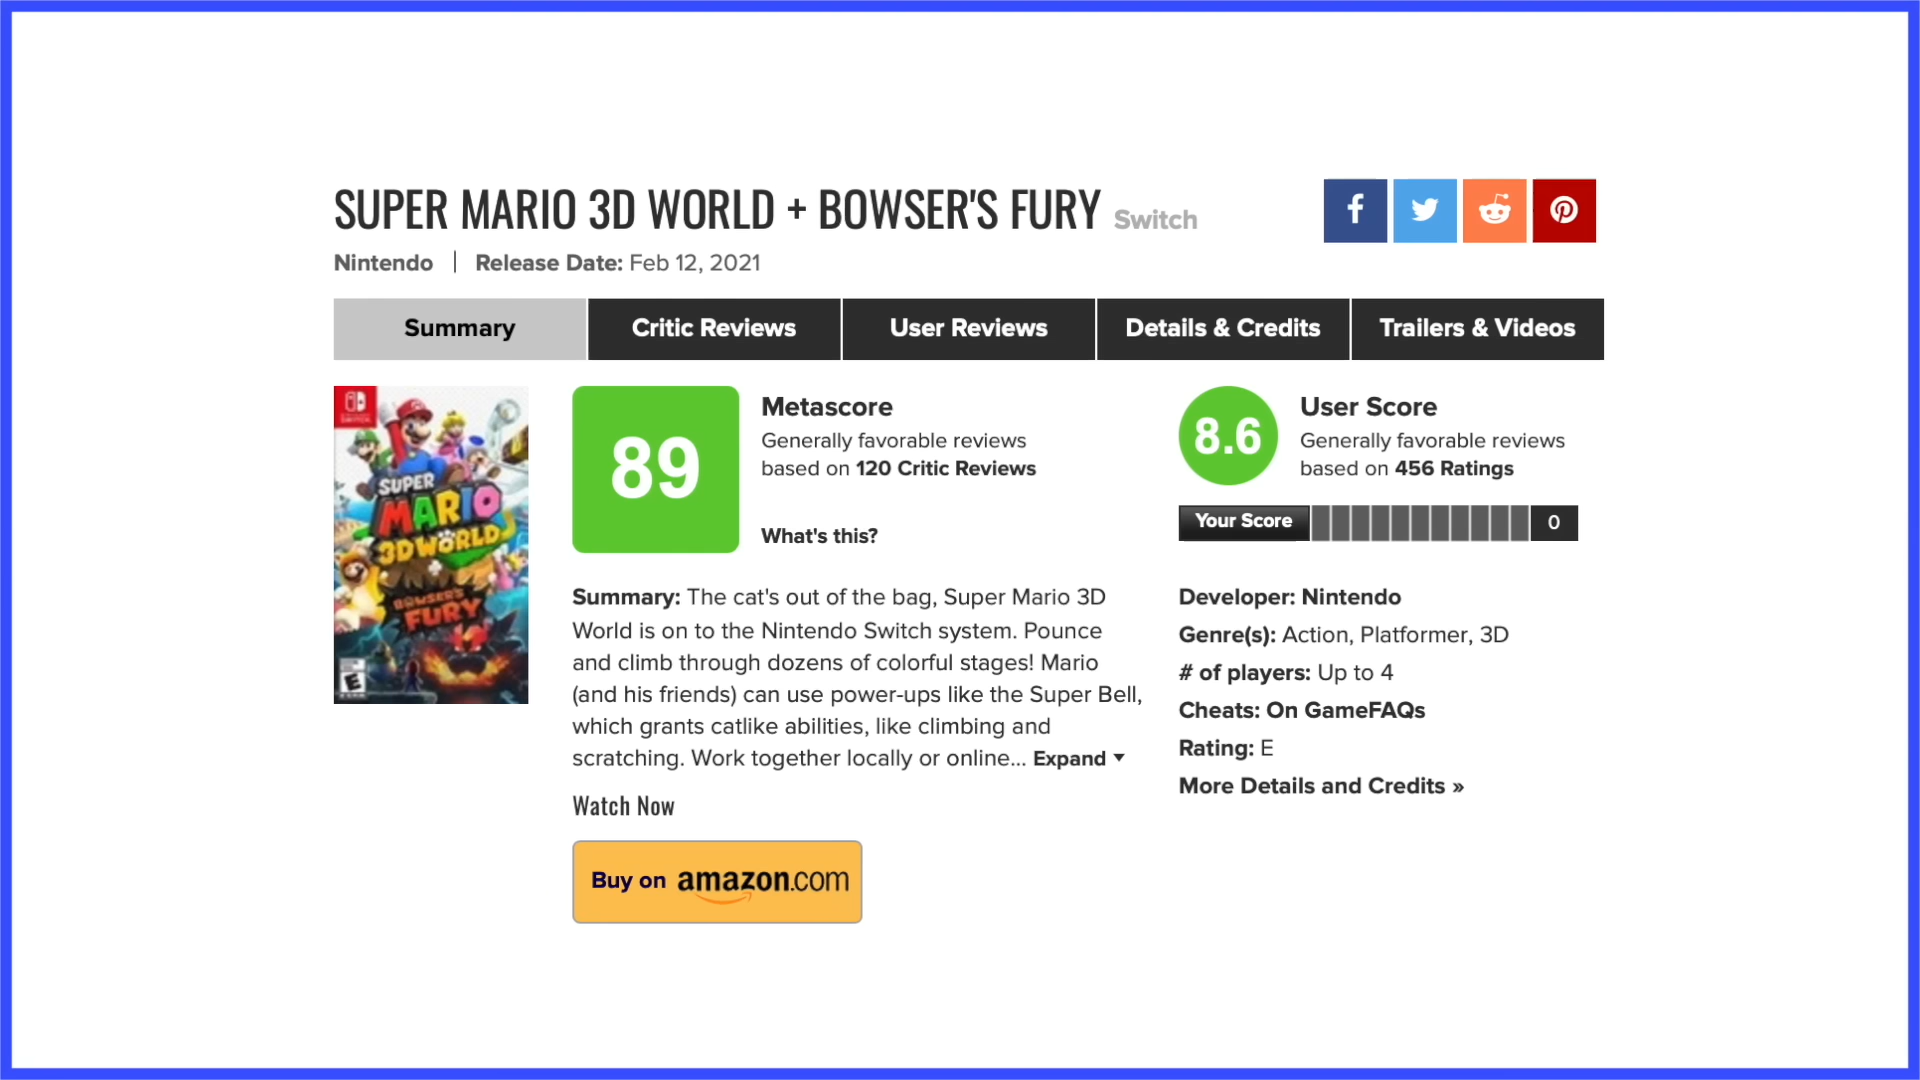 SUPER MARIO 3D WORLD + BOWSER'S FURY Switch
Nintendo | Release Date: Feb 12, 2021
Summary
Critic Reviews
User Reviews
Details & Credits
Trailers & Videos
SUPER
MARIO
3D WORLD
+
BOWSER'S
FURY
E
89
Metascore
Generally favorable reviews
based on 120 Critic Reviews
What's this?
Summary: The cat's out of the bag, Super Mario 3D
World is on to the Nintendo Switch system. Pounce
and climb through dozens of colorful stages! Mario
(and his friends) can use power-ups like the Super Bell,
which grants catlike abilities, like climbing and
scratching. Work together locally or online... Expand
Watch Now
Buy on amazon.com
8.6
User Score
Generally favorable reviews
based on 456 Ratings
Your Score
0
Developer: Nintendo
Genre(s): Action, Platformer, 3D
# of players: Up to 4
Cheats: On GameFAQs
Rating: E
More Details and Credits »